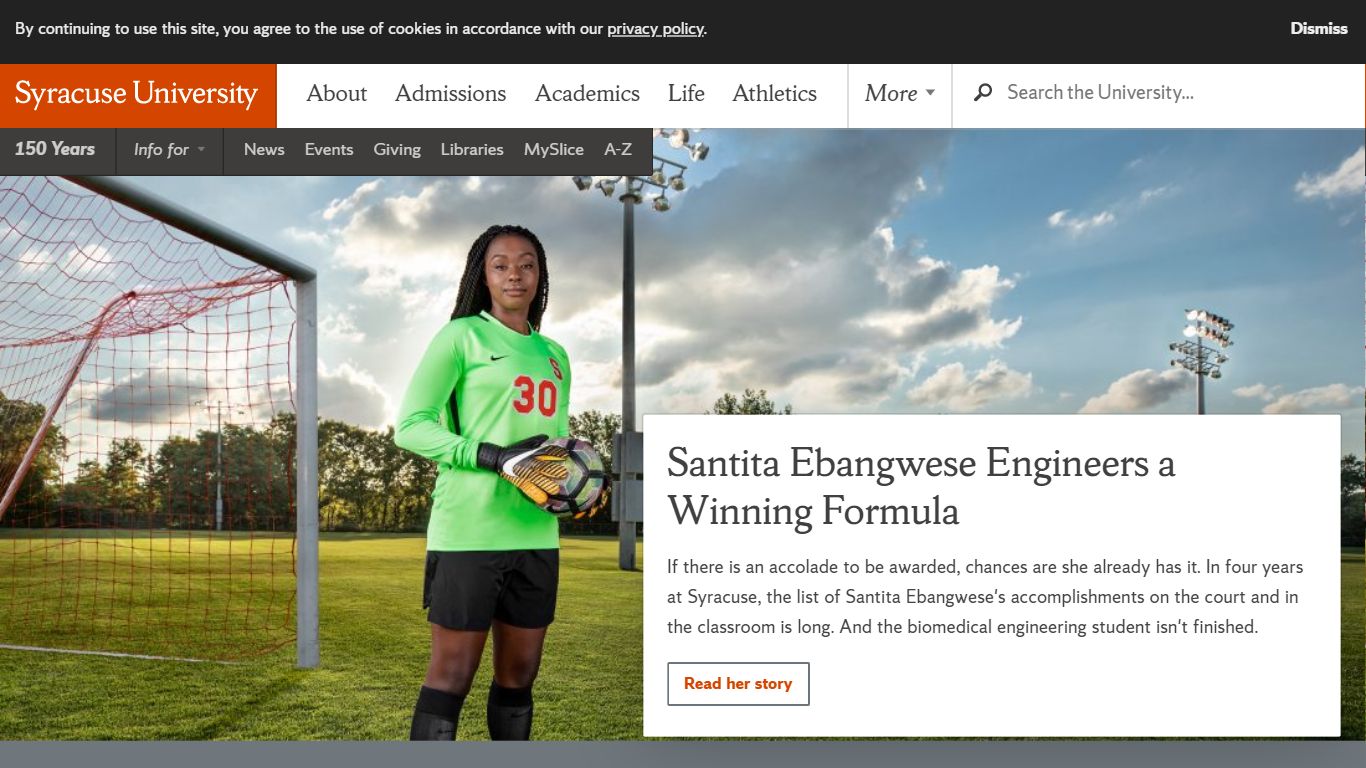 By continuing to use this site, you agree to the use of cookies in accordance with our privacy policy.
Dismiss
Syracuse University
About
Admissions
Academics
Life
Athletics
More
Search the University...
150 Years
Info for
News
Events
Giving
Libraries
MySlice
A-Z
S
30
Santita Ebangwese Engineers a
Winning Formula
If there is an accolade to be awarded, chances are she already has it. In four years
at Syracuse, the list of Santita Ebangwese's accomplishments on the court and in
the classroom is long. And the biomedical engineering student isn't finished.
Read her story